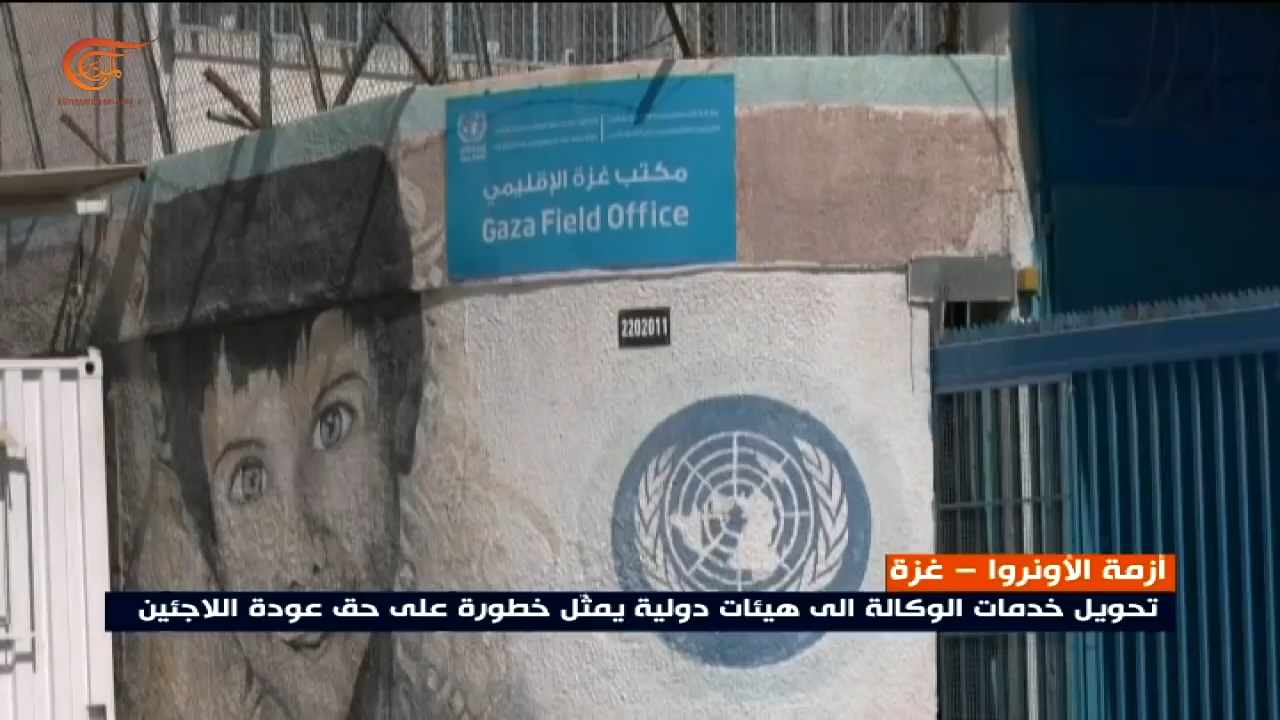 مكتب غزة الإقليمي
Gaza Field Office
2202011
أزمة الأونروا – غزة
تحويل خدمات الوكالة الى هيئات دولية يمثّل خطورة على حق عودة اللاجئين